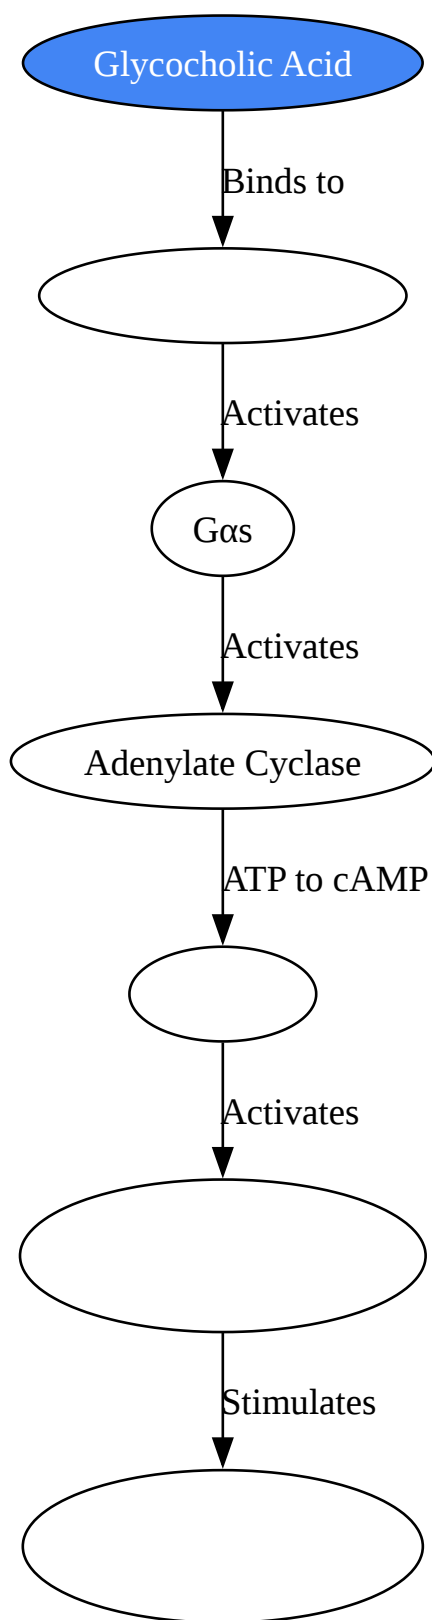 Glycocholic Acid
Binds to
Activates
Gαs
Activates
Adenylate Cyclase
ATP to cAMP
Activates
Stimulates